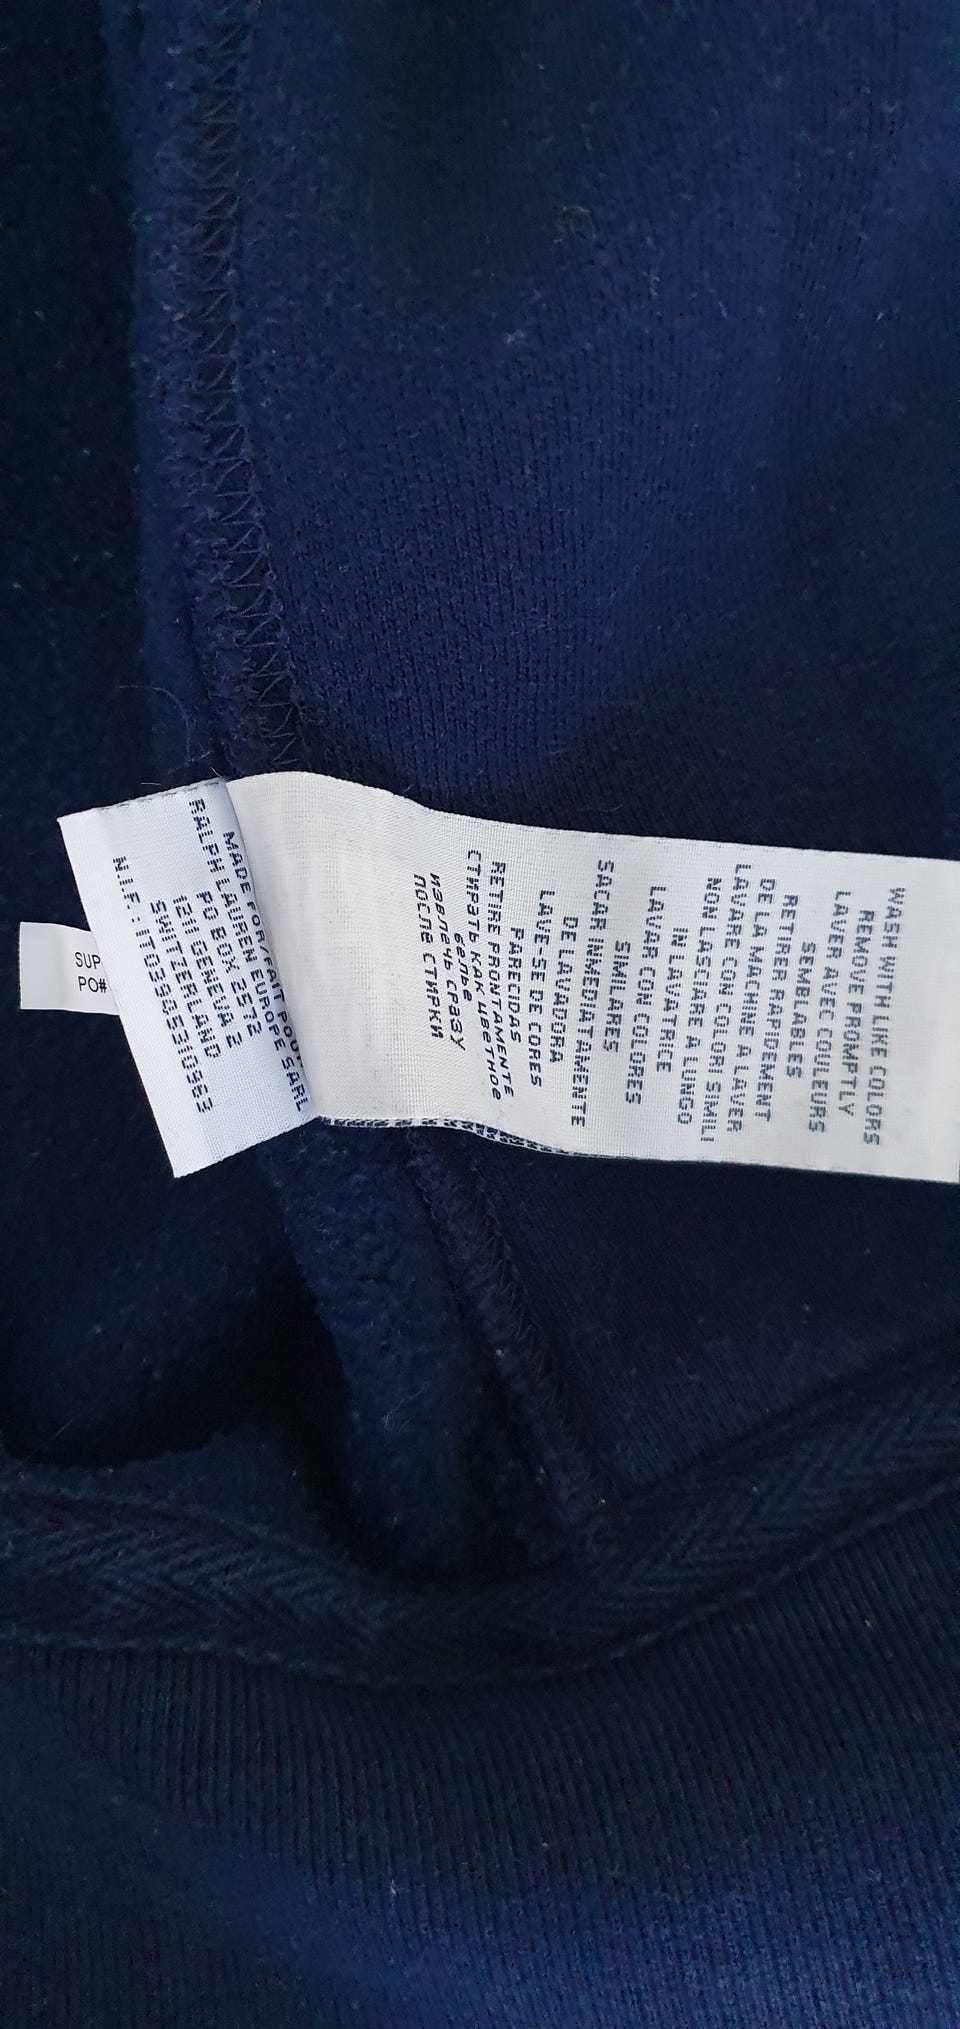 WASH WITH LIKE COLORS
REMOVE PROMPTLY
LAVER AVEC COULEURS
SEMBLABLES
RETIRER RAPIDEMENT
DE LA MACHINE A LAVER
LAVARE CON COLORI SIMILI
NON LASCIARE A LUNGO
IN LAVATRICE
LAVAR CON COLORES
SIMILARES
SACAR INMEDIATAMENTE
DE LAVADORA
LAVESE DE CORES
PARECIDAS
RETIRE PRONTAMENTE
СТИРАТЬ КАК ЦВЕТНОЕ
БЕЛЬЕ
ИЗВЛЕЧЬ СРАЗУ
ПОСЛЕ СТИРКИ
MADE FOR/FAIT POU
RALPH LAUREN EUROPE SARL
PO BOX 2572
1211 GENEVA 2
SWITZERLAND
N.I.F.: IT03940530963
SUP
PO#